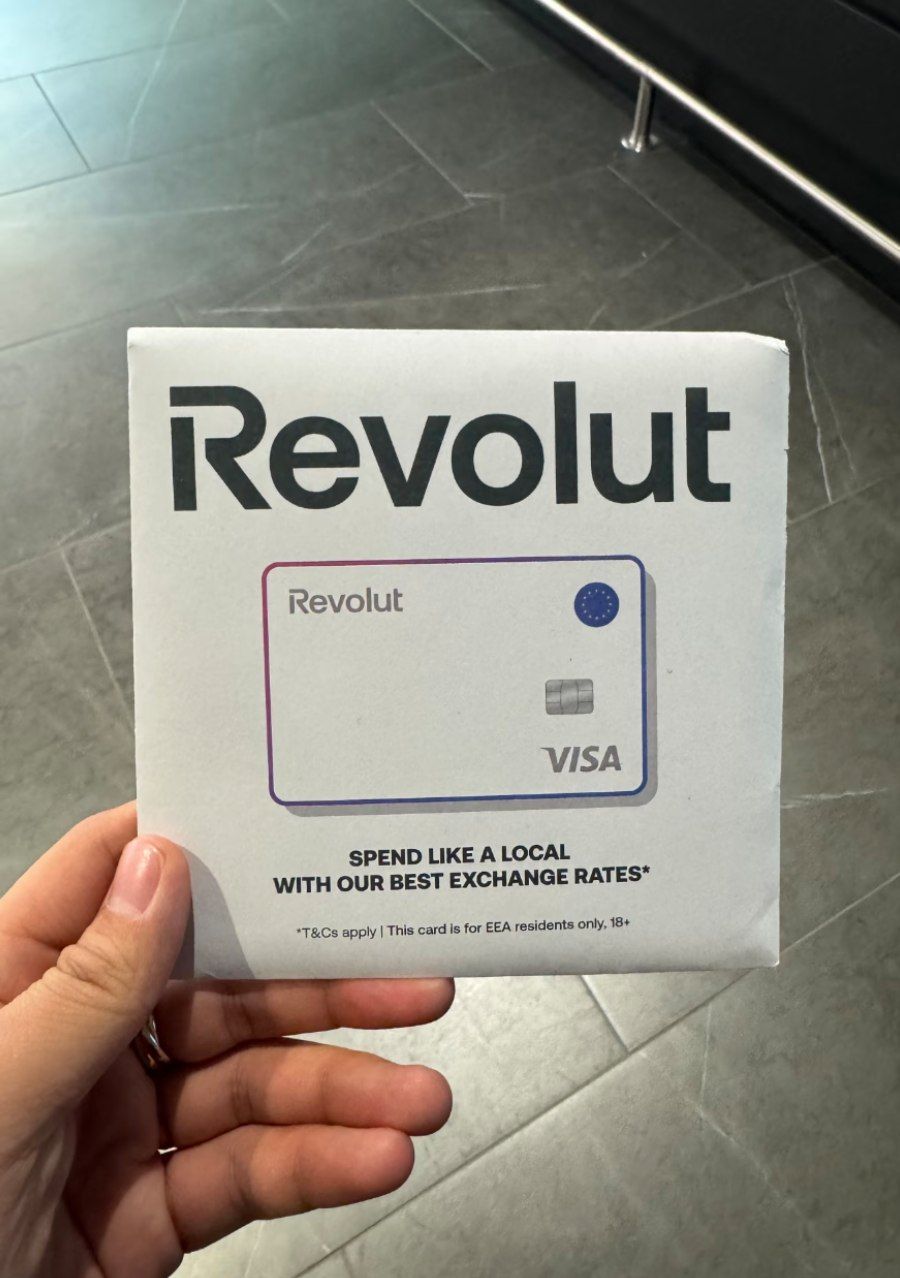 Revolut
Revolut
VISA
SPEND LIKE A LOCAL
WITH OUR BEST EXCHANGE RATES*
*T&Cs apply | This card is for EEA residents only, 18+